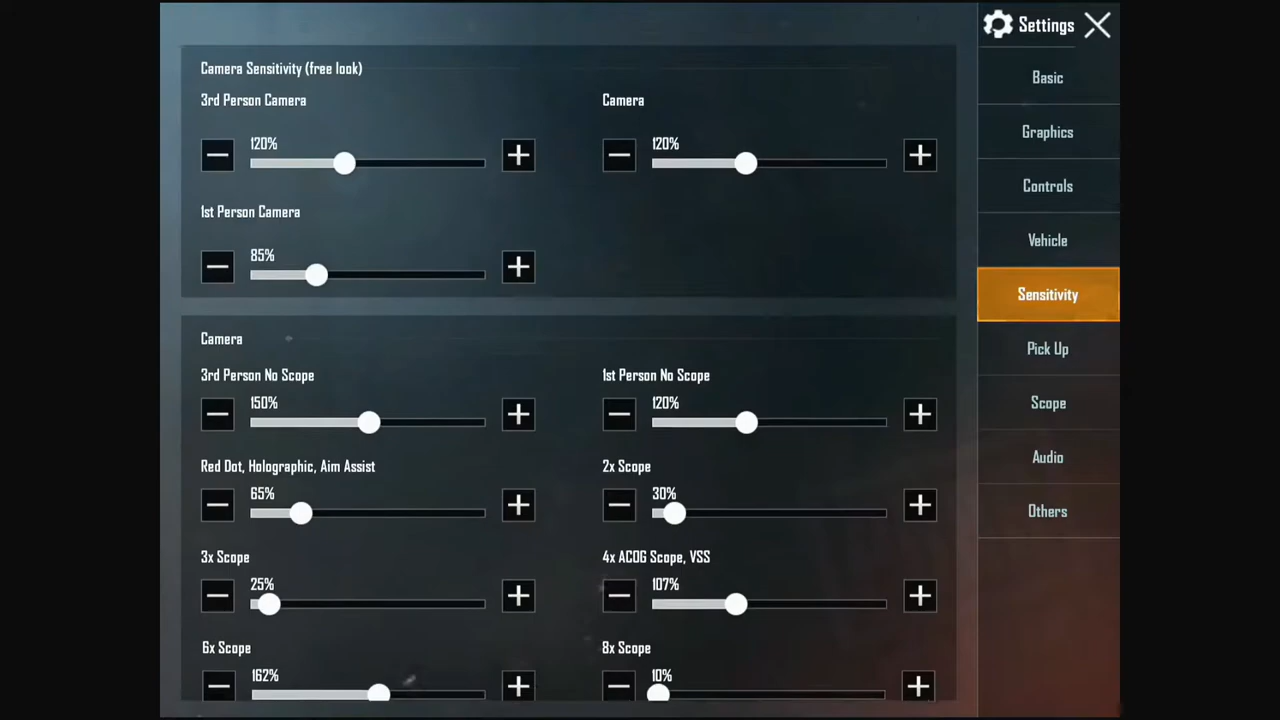 Settings
Camera Sensitivity (free look)
3rd Person Camera
120%
Camera
120%
1st Person Camera
85%
Camera
3rd Person No Scope
150%
1st Person No Scope
120%
Red Dot, Holographic, Aim Assist
65%
2x Scope
30%
3x Scope
25%
4x ACOG Scope, VSS
107%
6x Scope
162%
8x Scope
10%
Basic
Graphics
Controls
Vehicle
Sensitivity
Pick Up
Scope
Audio
Others